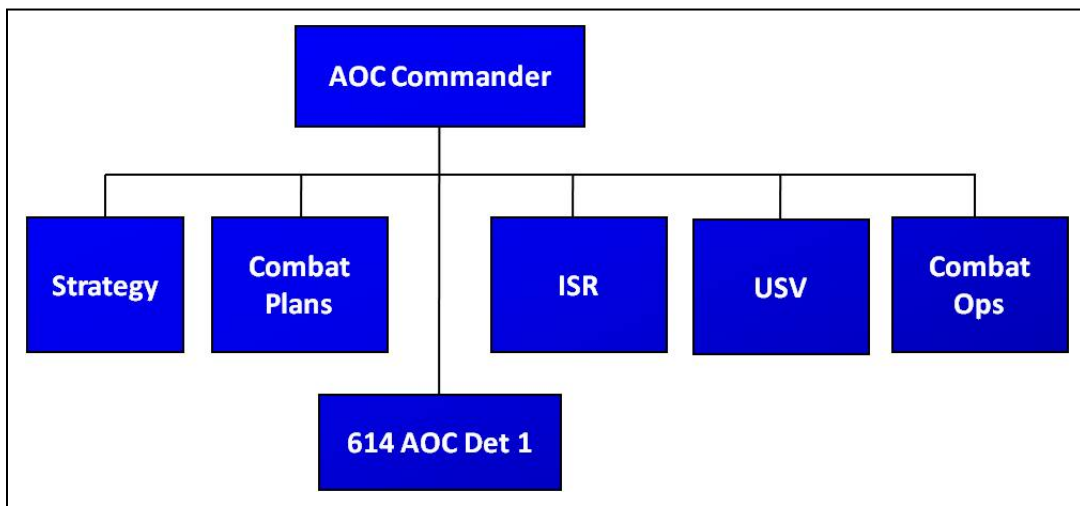 AOC Commander
Strategy
Combat
Plans
ISR
USV
Combat
Ops
614 AOC Det 1